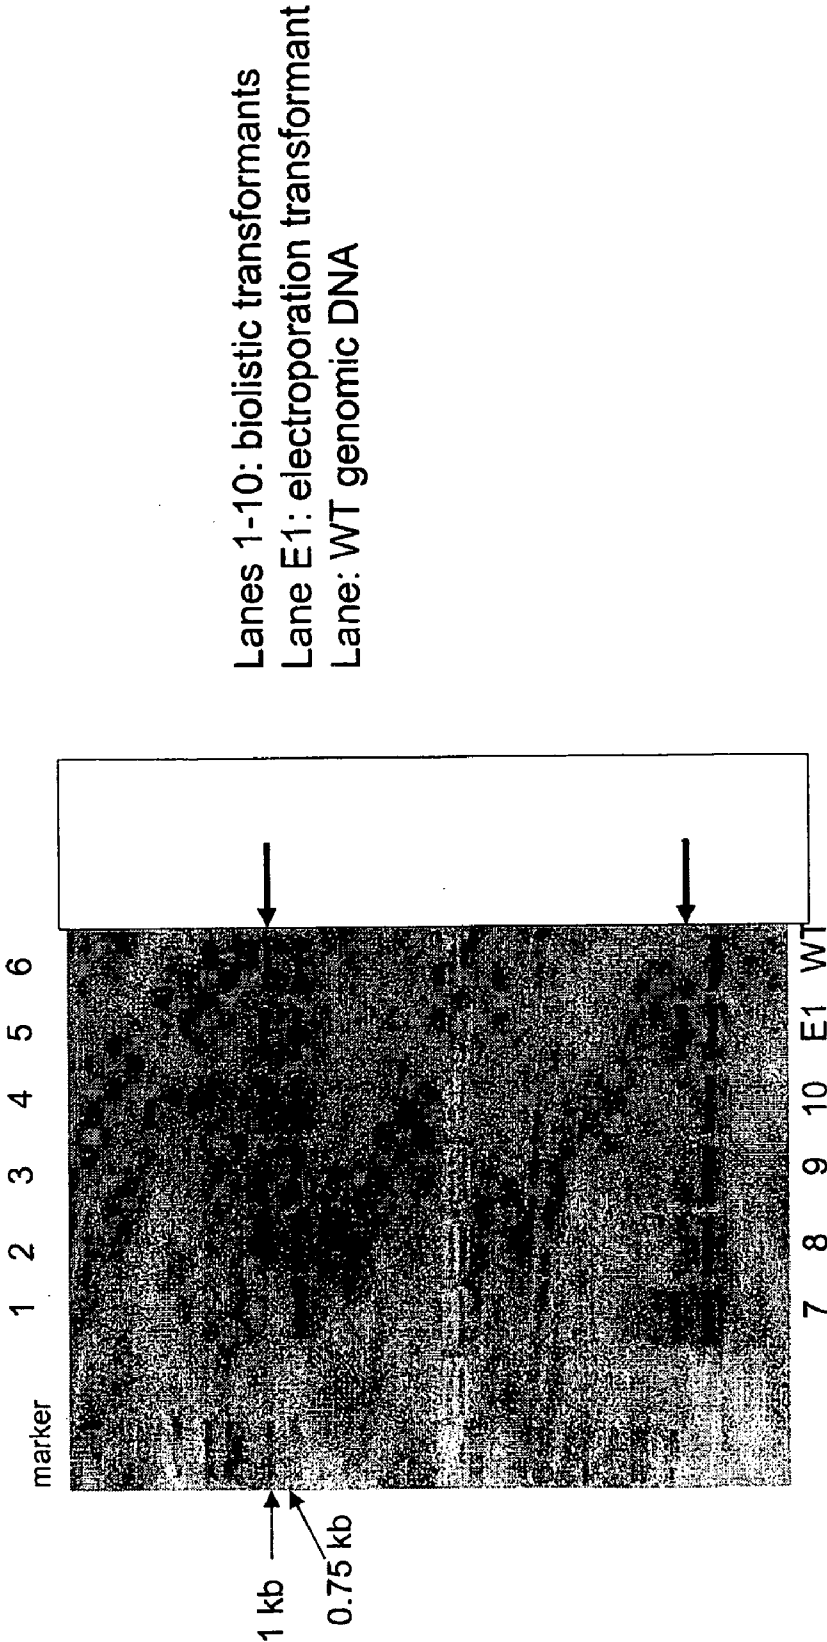 marker 1 2 3 4 5 6
1 kb
0.75 kb
7 8 9 10 E1 WT
Lanes 1-10: biolistic transformants
Lane E1: electroporation transformant
Lane: WT genomic DNA